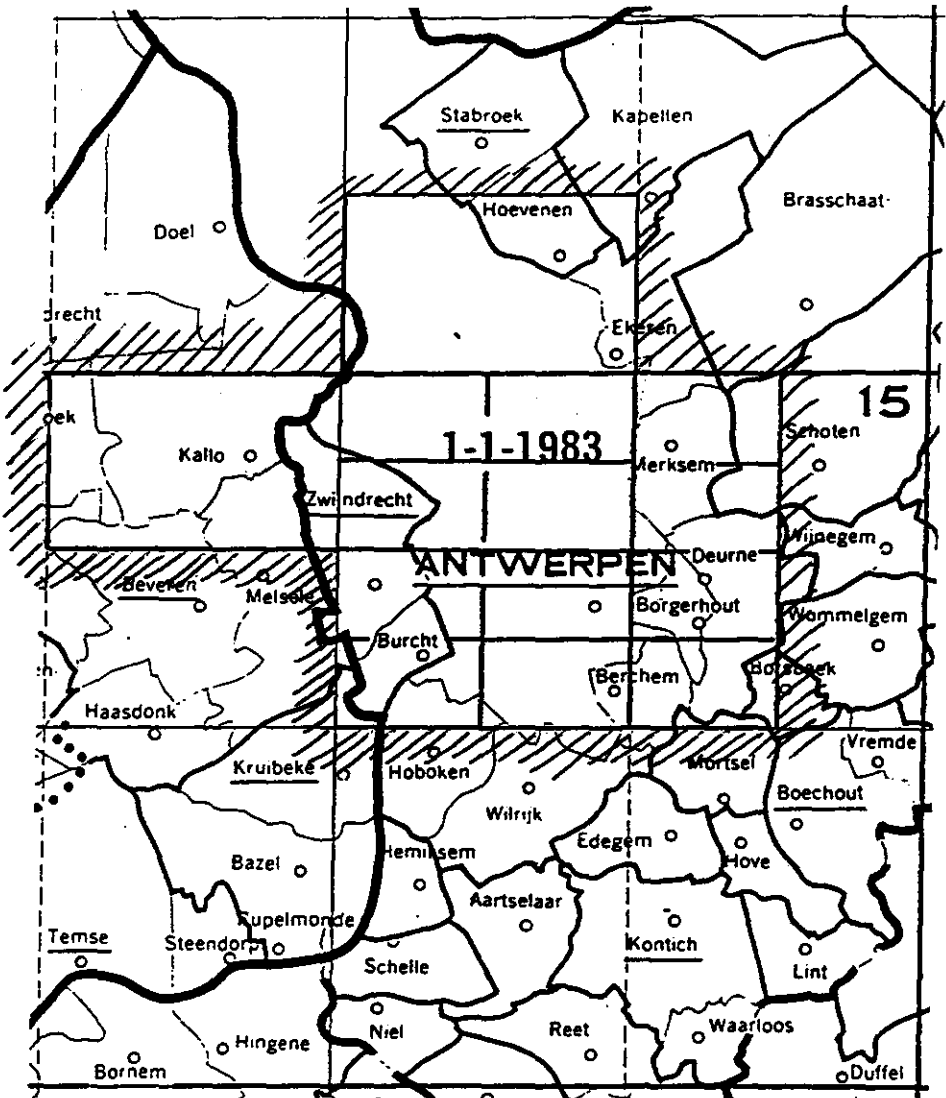 Stabroek
Kapellen
Brasschaat
Hoevenen
Doel
Ekeren
15
Schoten
Kallo
1-1-1983
Merksem
Zwijndrecht
Wijnegem
Deurne
ANTWERPEN
Beveren
Melsele
Borgerhout
Wommelgem
Burcht
Berchem
Borsbeek
Haasdonk
Vremde
Kruibeke
Hoboken
Mortsel
Boechout
Wilrijk
Edegem
Hemiksem
Bazel
Hove
Aartselaar
Rupelmonde
Temse
Steendorp
Kontich
Schelle
Lint
Niel
Reet
Waarloos
Hingene
Bornem
Duffel